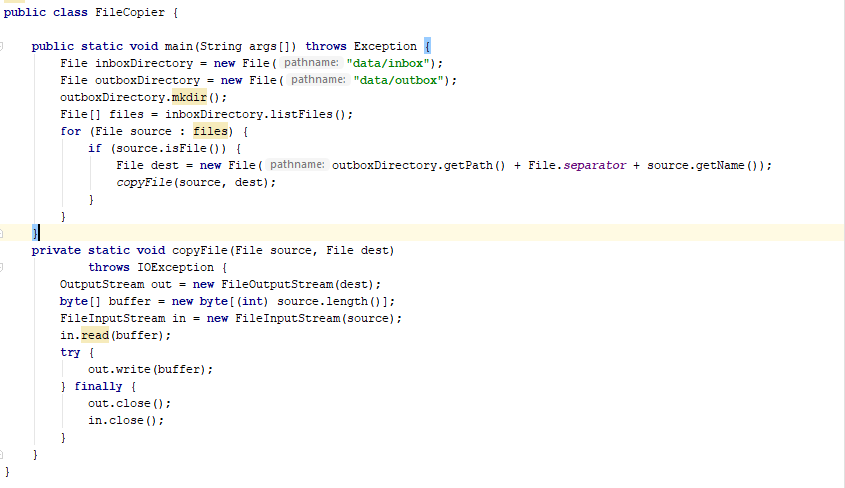 public class FileCopier {
public static void main(String args[]) throws Exception {
File inboxDirectory = new File( pathname: "data/inbox");
File outboxDirectory = new File( pathname: "data/outbox");
outboxDirectory.mkdir();
File[] files = inboxDirectory.listFiles();
for (File source : files) {
if (source.isFile()) {
File dest = new File( pathname: outboxDirectory.getPath() + File.separator + source.getName());
copyFile(source, dest);
}
}
}
private static void copyFile(File source, File dest)
throws IOException {
OutputStream out = new FileOutputStream(dest);
byte[] buffer = new byte[(int) source.length()];
FileInputStream in = new FileInputStream(source);
in.read(buffer);
try {
out.write(buffer);
} finally {
out.close();
in.close();
}
}
}